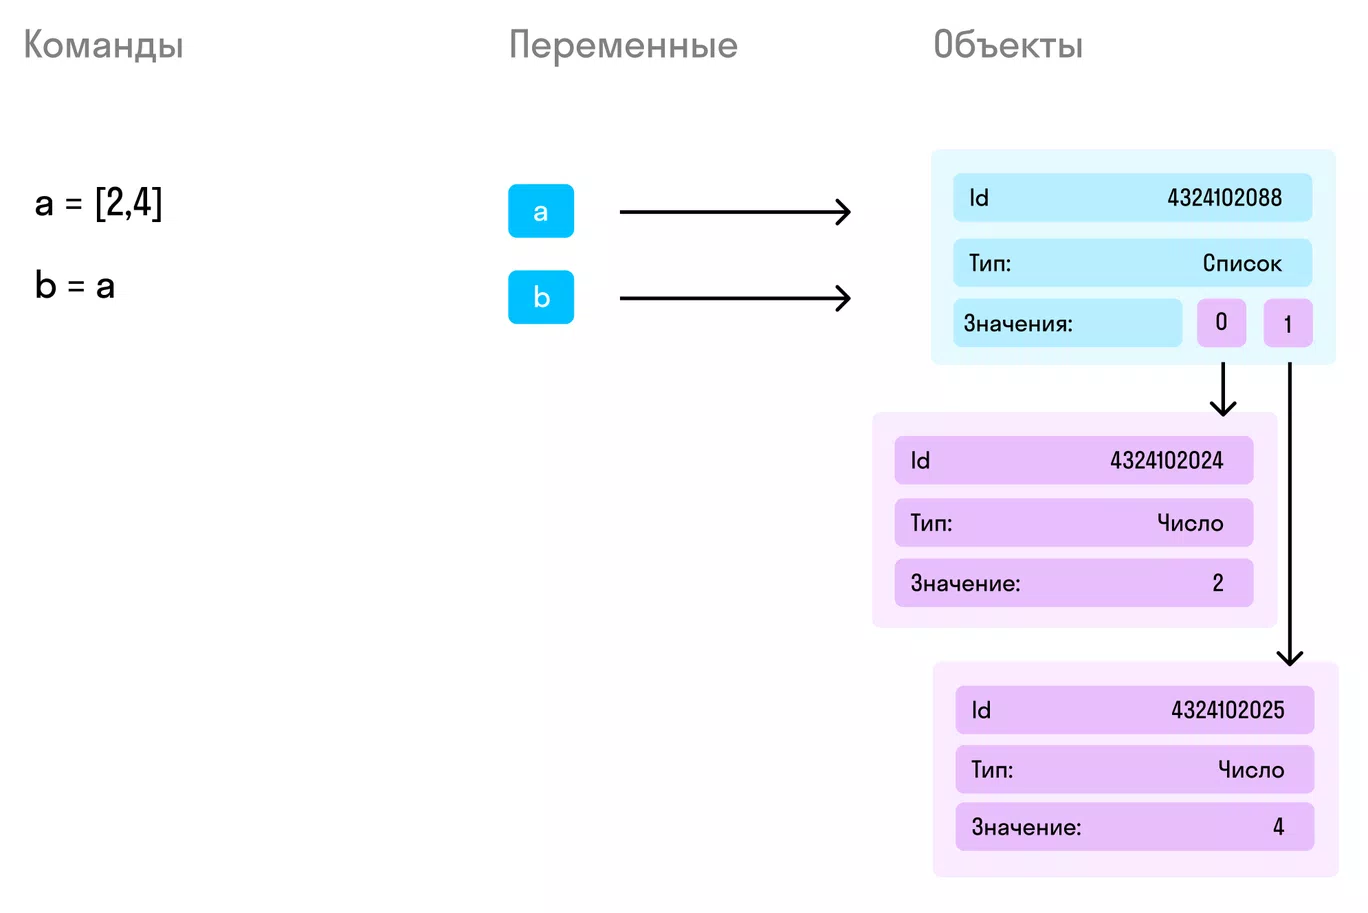 Команды Переменные Объекты
a = [2,4]
b = a
a
b
Id 4324102088
Тип: Список
Значения: 0 1
Id 4324102024
Тип: Число
Значение: 2
Id 4324102025
Тип: Число
Значение: 4